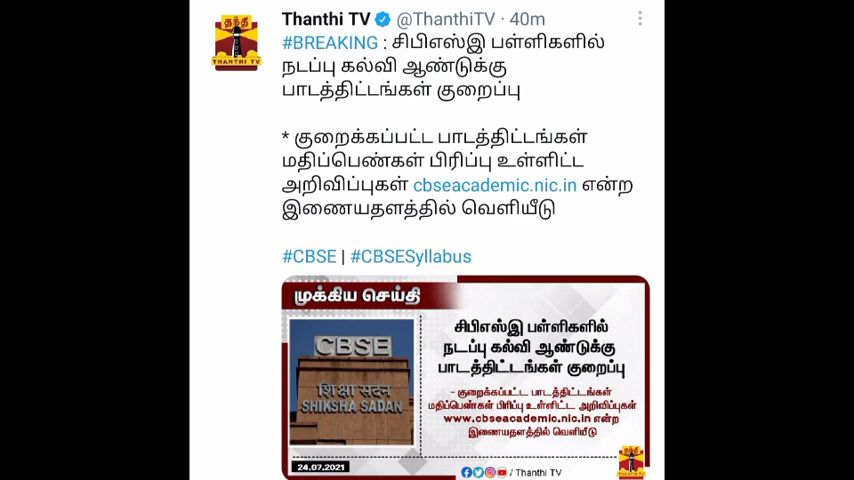 Thanthi TV @ThanthiTV · 40m
#BREAKING : சிபிஎஸ்இ பள்ளிகளில்
நடப்பு கல்வி ஆண்டுக்கு
பாடத்திட்டங்கள் குறைப்பு
* குறைக்கப்பட்ட பாடத்திட்டங்கள்
மதிப்பெண்கள் பிரிப்பு உள்ளிட்ட
அறிவிப்புகள் cbseacademic.nic.in என்ற
இணையதளத்தில் வெளியீடு
#CBSE | #CBSESyllabus
தந்தி
THANTHI TV
முக்கிய செய்தி
CBSE
शिक्षा सदन
SHIKSHA SADAN
சிபிஎஸ்இ பள்ளிகளில்
நடப்பு கல்வி ஆண்டுக்கு
பாடத்திட்டங்கள் குறைப்பு
- குறைக்கப்பட்ட பாடத்திட்டங்கள்
மதிப்பெண்கள் பிரிப்பு உள்ளிட்ட அறிவிப்புகள்
www.cbseacademic.nic.in என்ற
இணையதளத்தில் வெளியீடு
24.07.2021
/ Thanthi TV